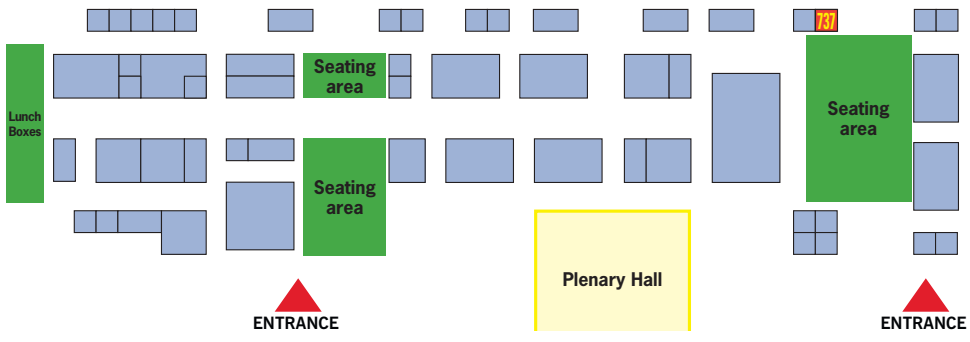 737
Seating
area
Lunch
Boxes
Seating
area
Seating
area
Plenary Hall
ENTRANCE
ENTRANCE